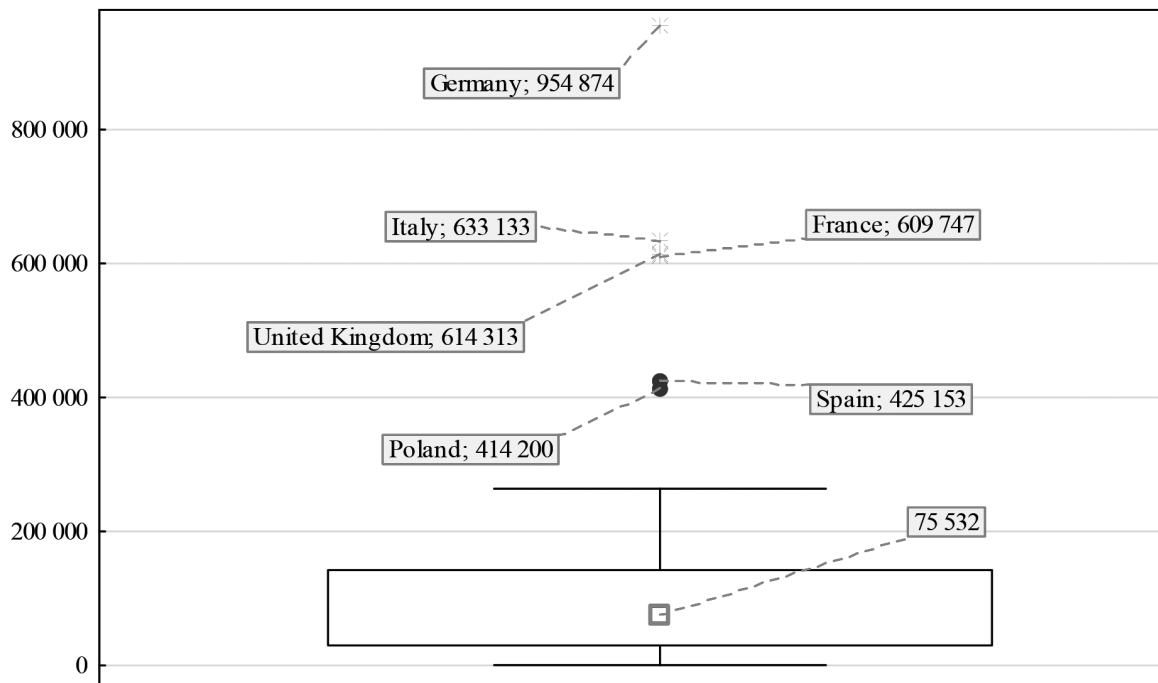 Germany; 954 874
800 000
Italy; 633 133
France; 609 747
600 000
United Kingdom; 614 313
400 000
Spain; 425 153
Poland; 414 200
200 000
75 532
0